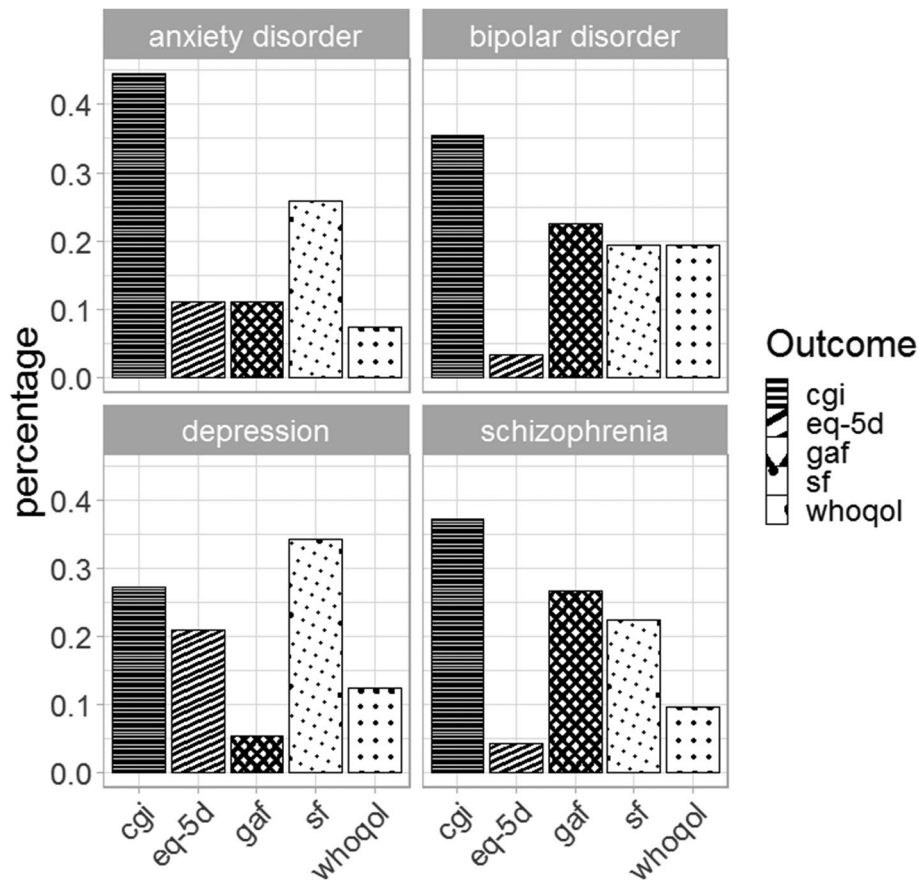 anxiety disorder
bipolar disorder
0.4
0.3
0.2
0.1
0.0
depression
schizophrenia
0.4
0.3
0.2
0.1
0.0
percentage
cgi
eq-5d
gaf
sf
whoqol
cgi
eq-5d
gaf
sf
whoqol
Outcome
cgi
eq-5d
gaf
sf
whoqol